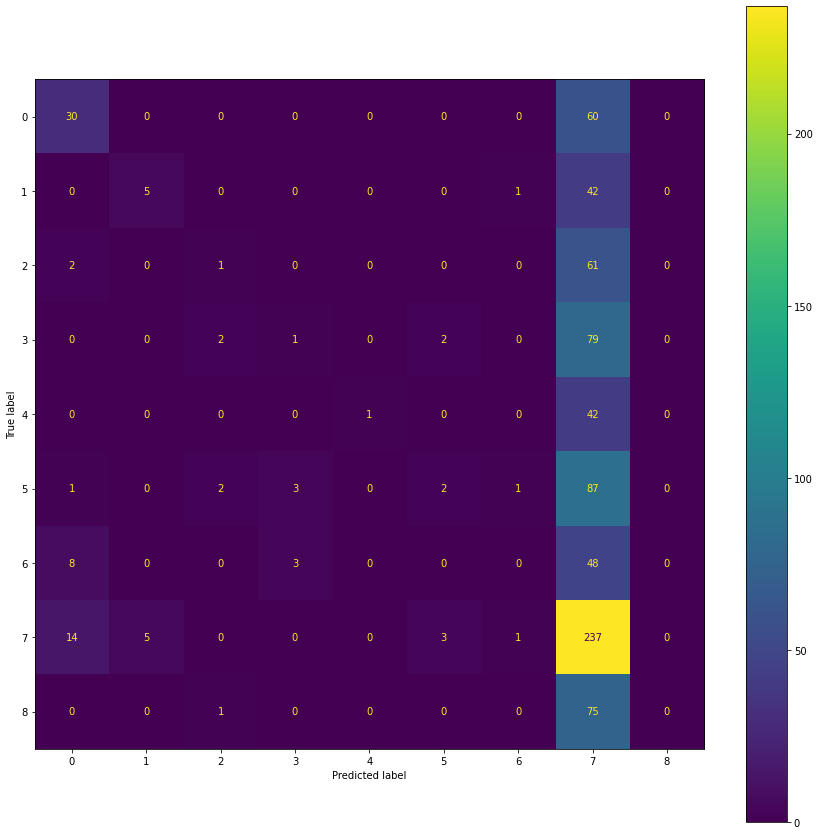 0 30 0 0 0 0 0 0 60 0
1 0 5 0 0 0 0 1 42 0
2 2 0 1 0 0 0 0 61 0
3 0 0 2 1 0 2 0 79 0
True label
4 0 0 0 0 1 0 0 42 0
5 1 0 2 3 0 2 1 87 0
6 8 0 0 3 0 0 0 48 0
7 14 5 0 0 0 3 1 237 0
8 0 0 1 0 0 0 0 75 0
0 1 2 3 4 5 6 7 8
Predicted label
200
150
100
50
0